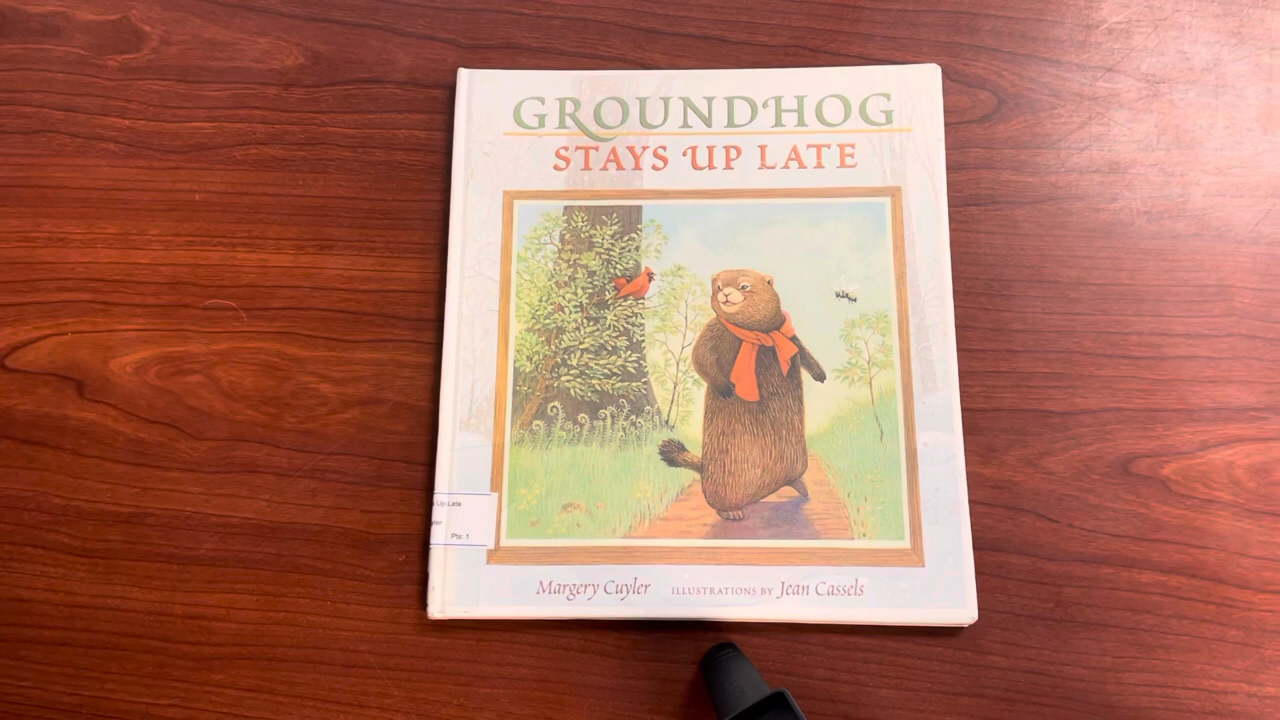 GROUNDHOG
STAYS UP LATE
Up Late
Pts: 1
Margery Cuyler ILLUSTRATIONS BY Jean Cassels